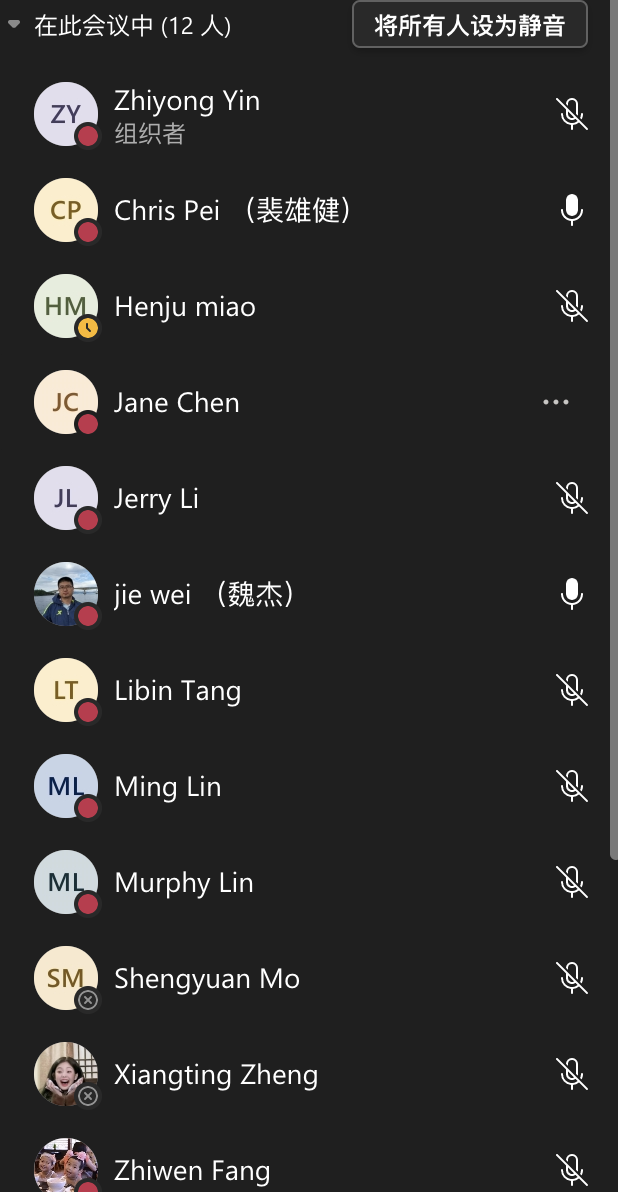 在此会议中 (12 人)
将所有人设为静音
ZY
Zhiyong Yin
组织者
CP
Chris Pei （裴雄健）
HM
Henju miao
JC
Jane Chen
JL
Jerry Li
jie wei （魏杰）
LT
Libin Tang
ML
Ming Lin
ML
Murphy Lin
SM
Shengyuan Mo
Xiangting Zheng
Zhiwen Fang